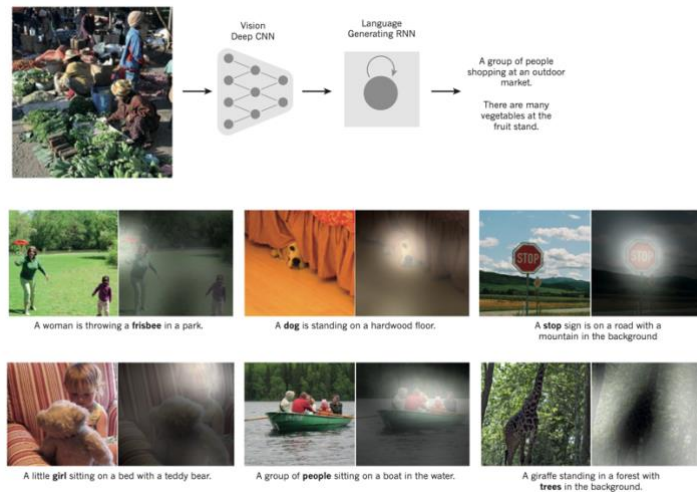 Vision
Deep CNN
Language
Generating RNN
A group of people
shopping at an outdoor
market.
There are many
vegetables at the
fruit stand.
STOP
A woman is throwing a frisbee in a park.
A dog is standing on a hardwood floor.
A stop sign is on a road with a
mountain in the background
A little girl sitting on a bed with a teddy bear.
A group of people sitting on a boat in the water.
A giraffe standing in a forest with
trees in the background.